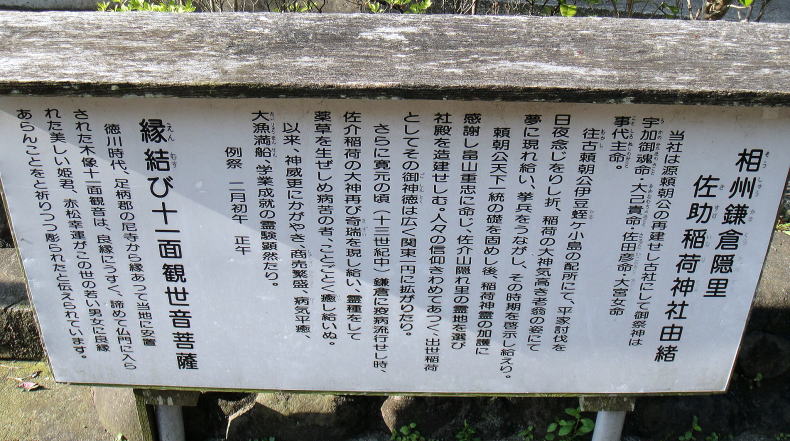 相州鎌倉隠里
佐助稲荷神社由緒
当社は源頼朝公の再建せし古社にして御祭神は
宇加御魂命・大己貴命・佐田彦命・大宮女命
事代主命。
往古頼朝公伊豆蛭ケ小島の配所にて、平家討伐を
日夜念じをりし折、稲荷の大神気高き老翁の姿にて
夢に現れ給い、挙兵をうながし、その時期を啓示し給えり。
頼朝公天下一統の礎を固めし後、稲荷神霊の加護に
感謝し畠山重忠に命じ、佐介山隠れ里の霊地を選び
社殿を造建せしむ。人々の信仰きわめてあつく、出世稲荷
としてその御神徳は広く関東一円に拡がりたり。
さらに寛元の頃(十三世紀中)鎌倉に疫病流行せし時、
佐介稲荷の大神再び奇瑞を現し給い、霊種をして
薬草を生ぜしめ病苦の者、ことごとく癒し給いぬ。
以来、神威更にかがやき、商売繁盛、病気平癒、
大漁満船、学業成就の霊験顕然たり。
例祭 二月初午 正午
縁結び十一面観世音菩薩
徳川時代、足柄郡の尼寺から縁あって当地に安置
された木像十一面観音は、良縁にうすく、諦めて仏門に入ら
れた美しい姫君、赤松幸運がこの世の若い男女に良縁
あらんことをと祈りつつ彫られたと伝えられています。